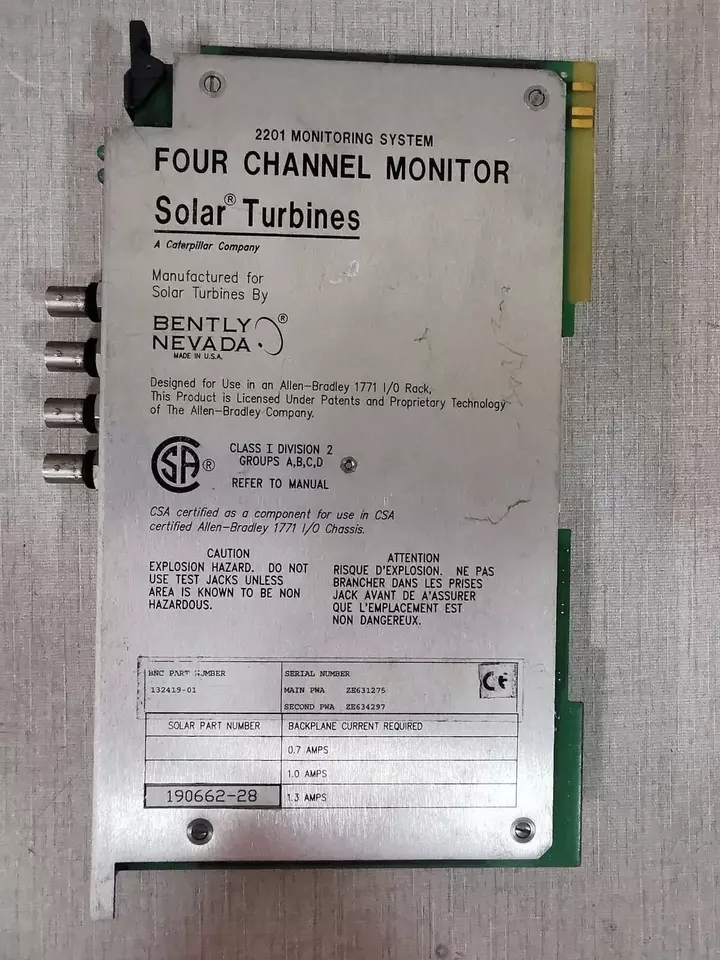 2201 MONITORING SYSTEM
FOUR CHANNEL MONITOR
Solar® Turbines
A Caterpillar Company
Manufactured for
Solar Turbines By
BENTLY ®
NEVADA
MADE IN U.S.A.
Designed for Use in an Allen-Bradley 1771 I/O Rack,
This Product is Licensed Under Patents and Proprietary Technology
of The Allen-Bradley Company.
CSA ®
CLASS I DIVISION 2
GROUPS A,B,C,D
REFER TO MANUAL
CSA certified as a component for use in CSA
certified Allen-Bradley 1771 I/O Chassis.
CAUTION
EXPLOSION HAZARD. DO NOT
USE TEST JACKS UNLESS
AREA IS KNOWN TO BE NON
HAZARDOUS.
ATTENTION
RISQUE D'EXPLOSION. NE PAS
BRANCHER DANS LES PRISES
JACK AVANT DE A'ASSURER
QUE L'EMPLACEMENT EST
NON DANGEREUX.
BNC PART NUMBER
132419-01
SERIAL NUMBER
MAIN PWA ZE631275
SECOND PWA ZE634297
CE
SOLAR PART NUMBER BACKPLANE CURRENT REQUIRED
0.7 AMPS
1.0 AMPS
190662-28 1.3 AMPS